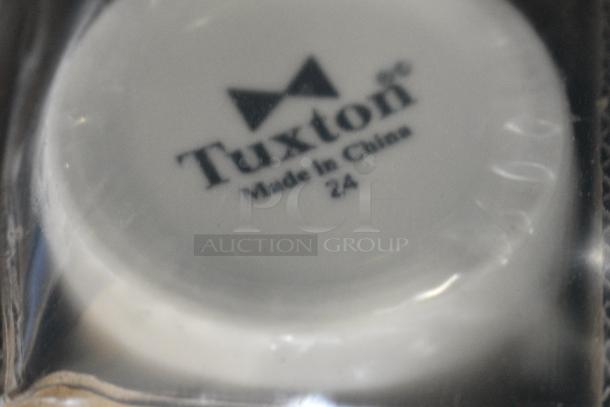 Tuxton®©
Made in China
24
PCI
AUCTION GROUP